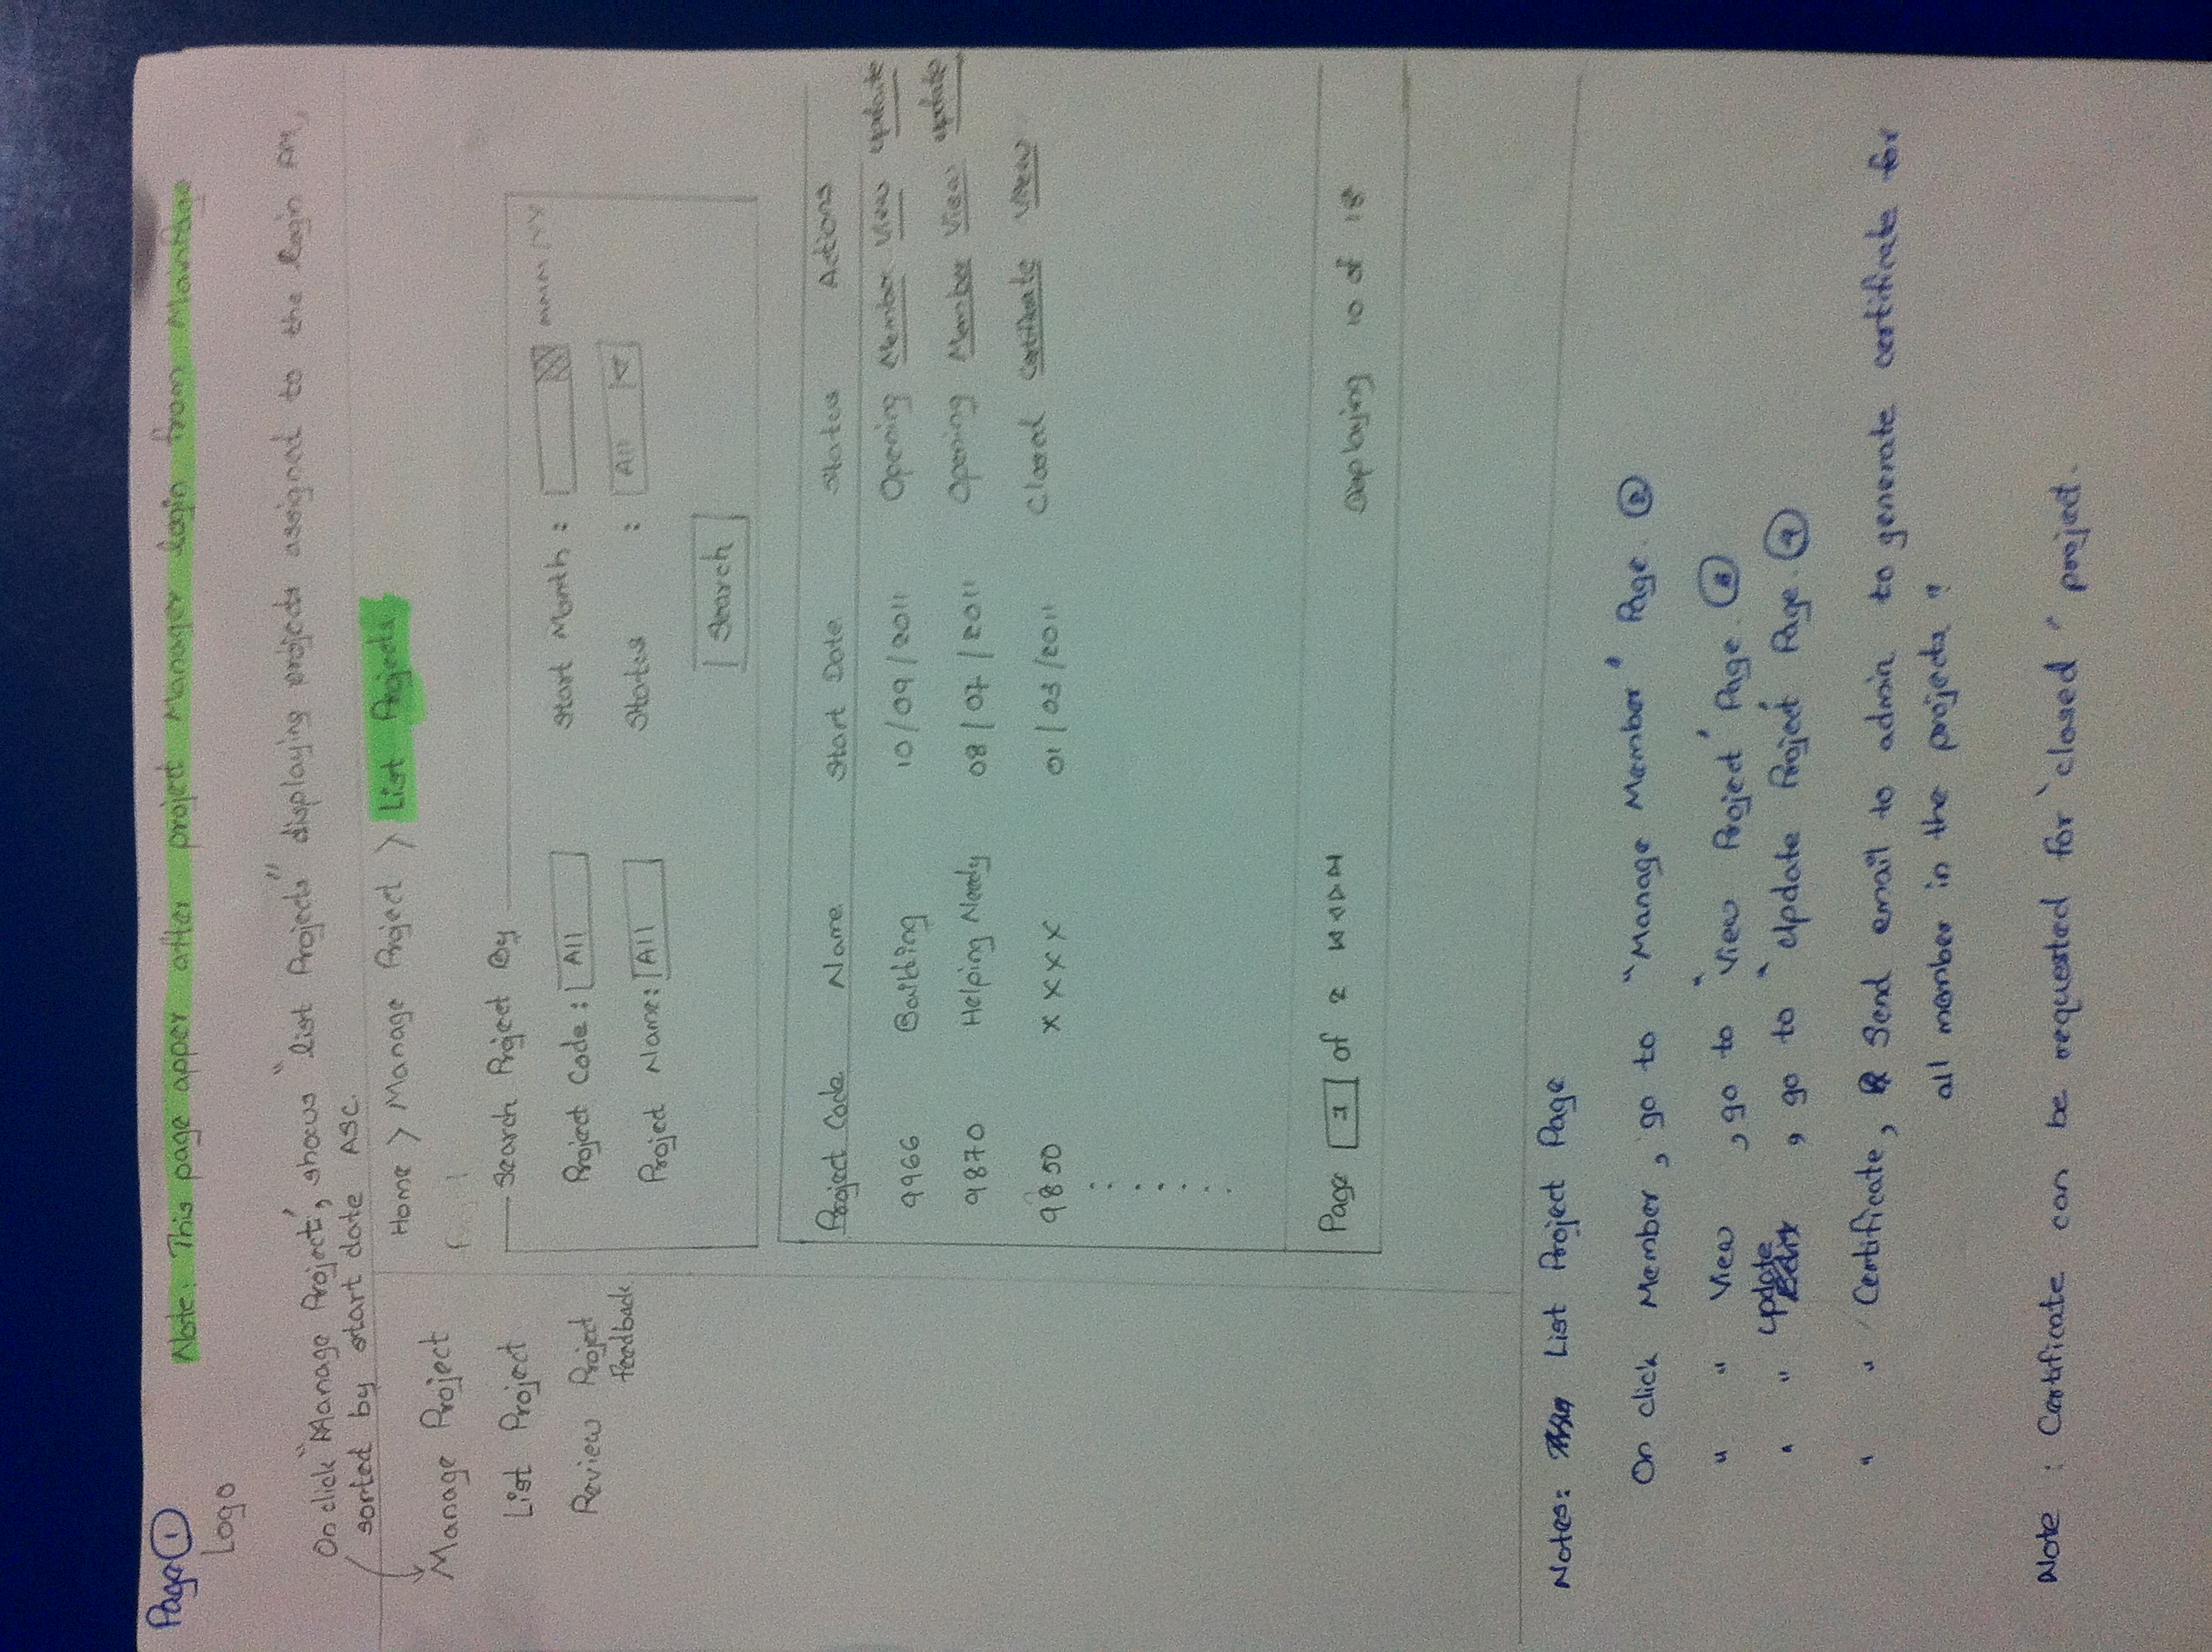 Page 1
Note: This page apper after project Manager login from
Logo
On click "Manage Project", shows "list Projects" displaying projects assigned to the login PM,
sorted by start date ASC.
Home > Manage Project > List Projects
Manage Project
List Project
Review Project
feedback
Search Project By
Project Code: All
Start Month : MMM/YY
Project Name: All
Status : All
Search
Project Code Name Start Date Status Actions
9966 Building 10/09/2011 Opening Member View update
9870 Helping Needy 08/07/2011 Opening Member View update
9850 xxxx 01/03/2011 Closed Certificate View
Page 1 of 2
Displaying 10 of 18
Notes: List Project Page
On click Member, go to "Manage Member" Page. 2
" " View , go to "View Project" Page.
" " update , go to "Update Project" Page.
" " Certificate, Send email to admin to generate certificate for
all member in the projects ?
Note : Certificate can be requested for 'closed' project.